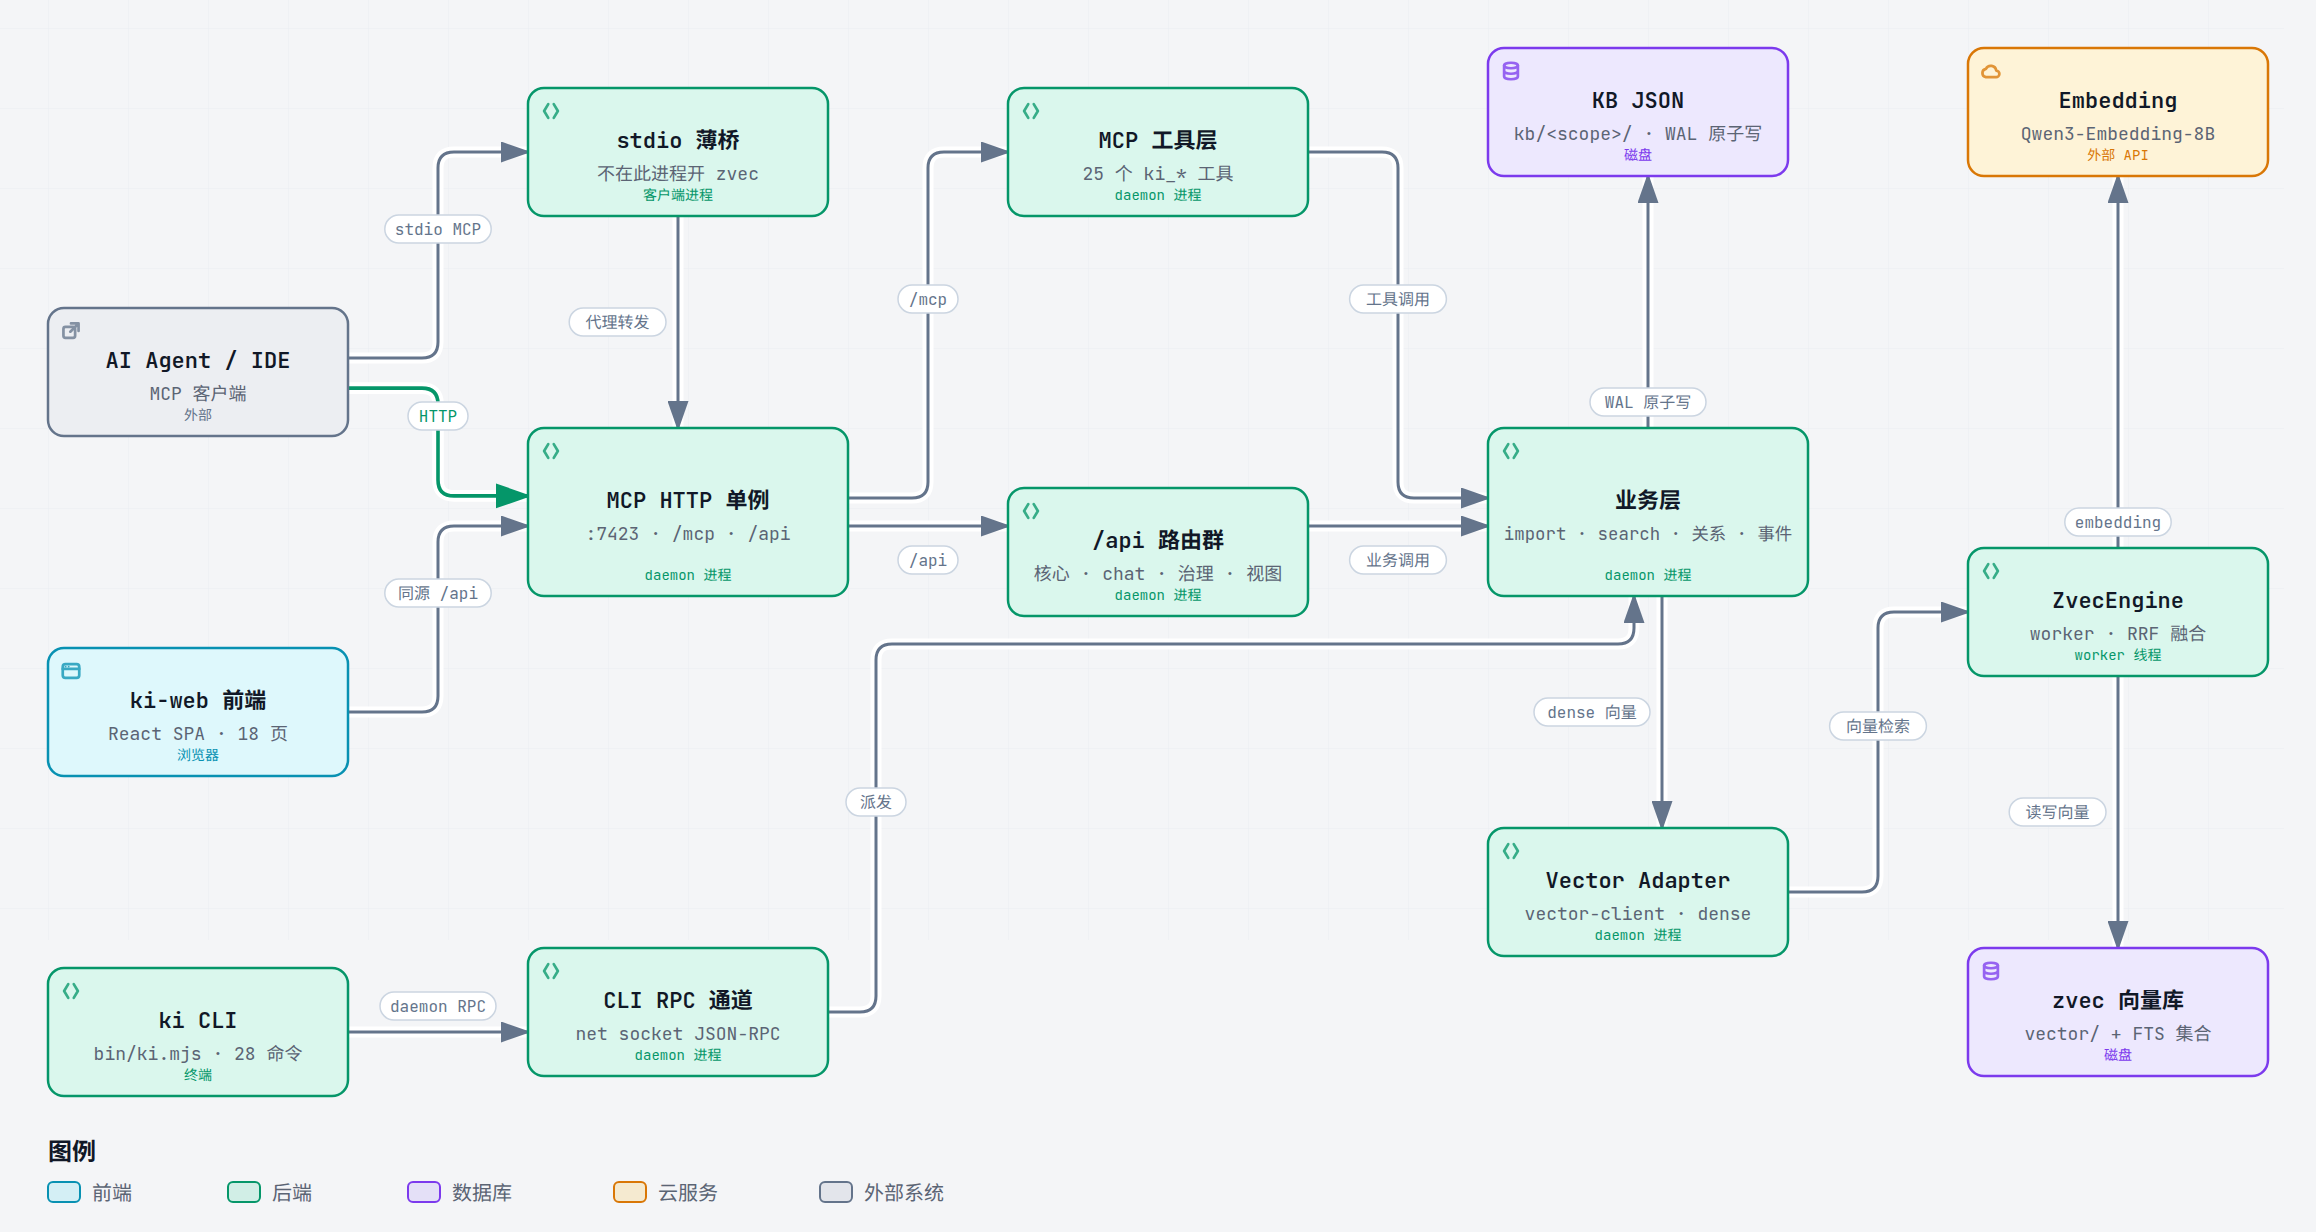 KB JSON
kb/<scope>/ · WAL 原子写
磁盘
Embedding
Qwen3-Embedding-8B
外部 API
stdio 薄桥
不在此进程开 zvec
客户端进程
MCP 工具层
25 个 ki_* 工具
daemon 进程
stdio MCP
/mcp
工具调用
代理转发
AI Agent / IDE
MCP 客户端
外部
HTTP
WAL 原子写
MCP HTTP 单例
:7423 · /mcp · /api
daemon 进程
/api 路由群
核心 · chat · 治理 · 视图
daemon 进程
业务层
import · search · 关系 · 事件
daemon 进程
embedding
/api
业务调用
同源 /api
ZvecEngine
worker · RRF 融合
worker 线程
ki-web 前端
React SPA · 18 页
浏览器
dense 向量
向量检索
派发
读写向量
Vector Adapter
vector-client · dense
daemon 进程
ki CLI
bin/ki.mjs · 28 命令
终端
daemon RPC
CLI RPC 通道
net socket JSON-RPC
daemon 进程
zvec 向量库
vector/ + FTS 集合
磁盘
图例
前端
后端
数据库
云服务
外部系统